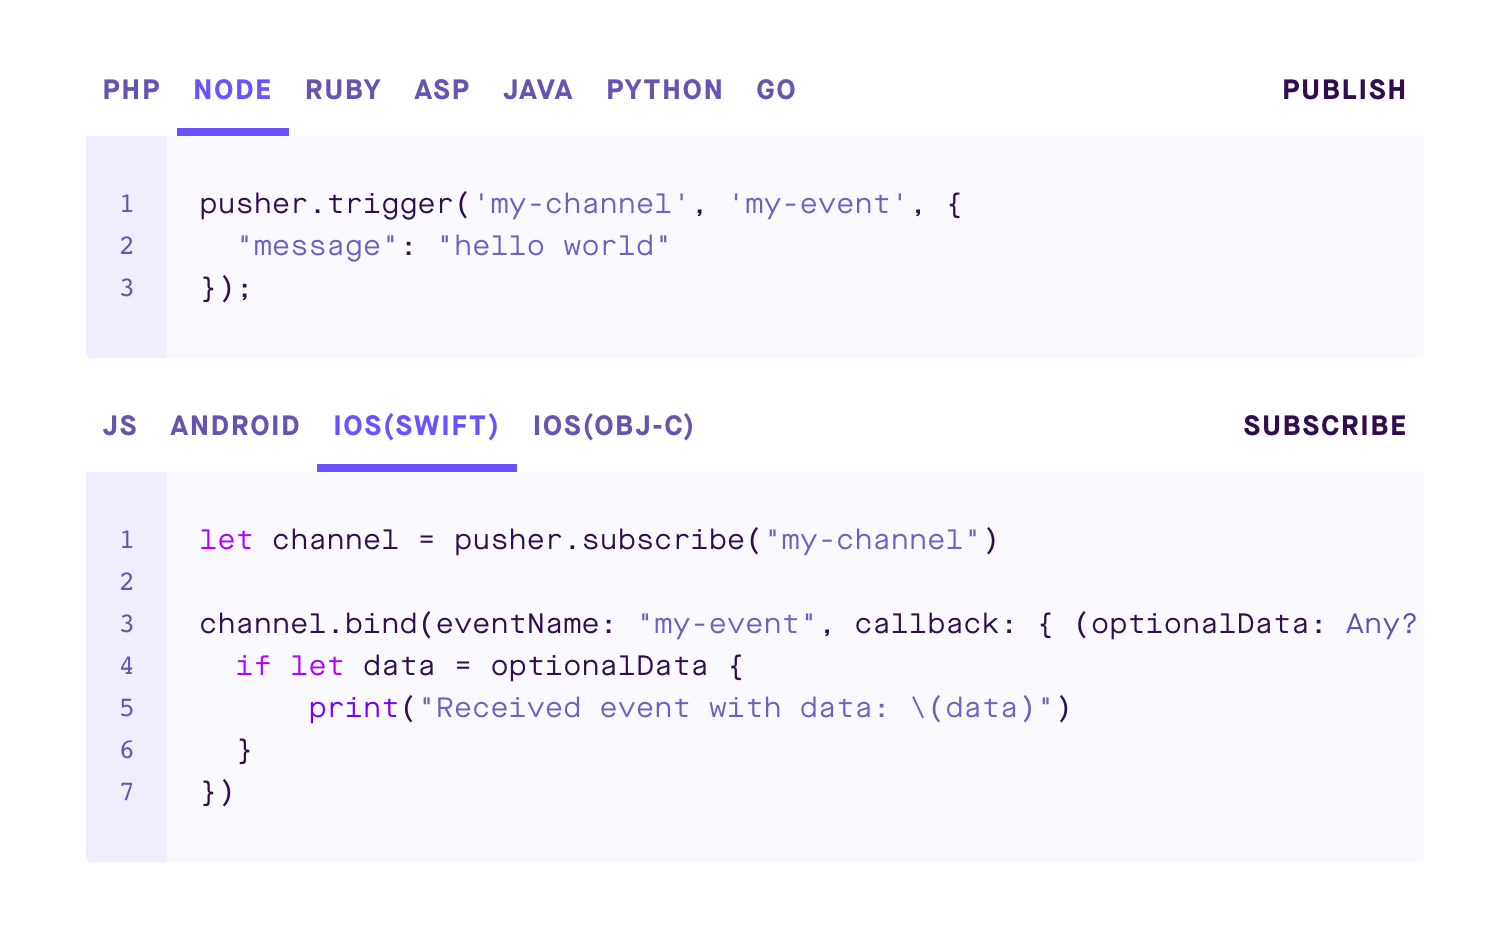 PHP NODE RUBY ASP JAVA PYTHON GO PUBLISH
1 pusher.trigger('my-channel', 'my-event', {
2   "message": "hello world"
3 });
JS ANDROID IOS(SWIFT) IOS(OBJ-C) SUBSCRIBE
1 let channel = pusher.subscribe("my-channel")
2
3 channel.bind(eventName: "my-event", callback: { (optionalData: Any?
4   if let data = optionalData {
5       print("Received event with data: \(data)")
6   }
7 })